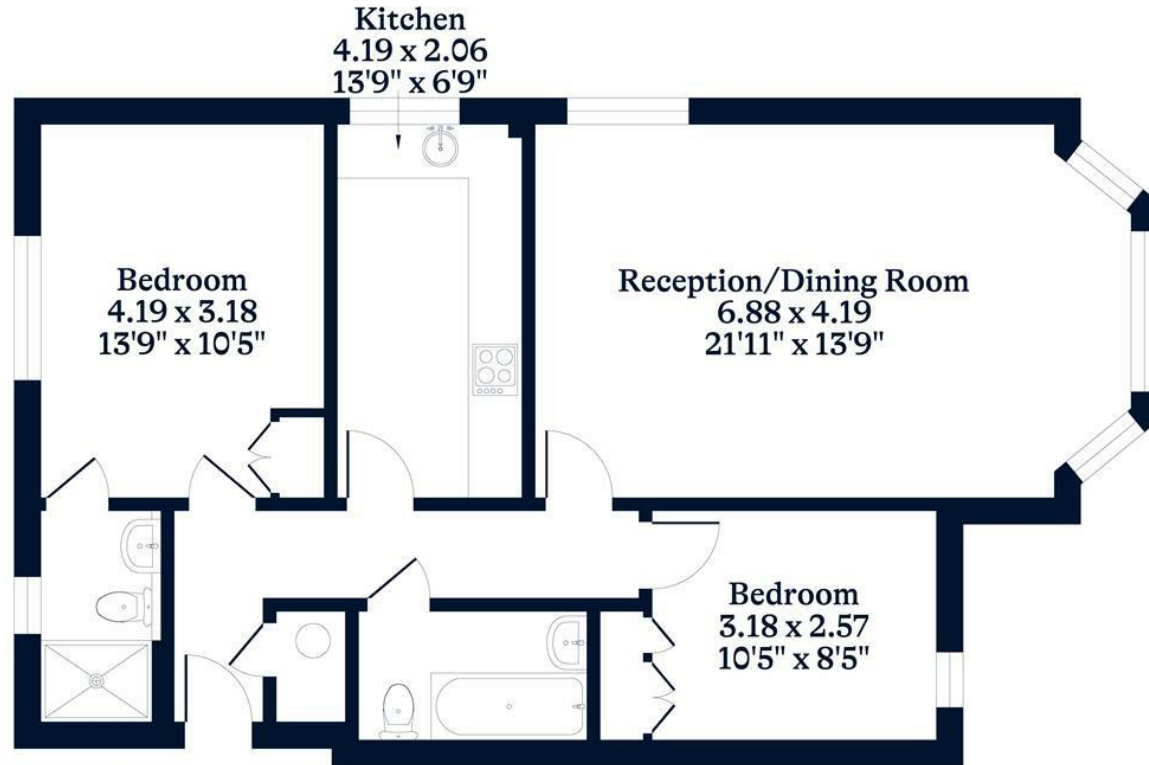 Kitchen
4.19 x 2.06
13'9" x 6'9"
Bedroom
4.19 x 3.18
13'9" x 10'5"
Reception/Dining Room
6.88 x 4.19
21'11" x 13'9"
Bedroom
3.18 x 2.57
10'5" x 8'5"